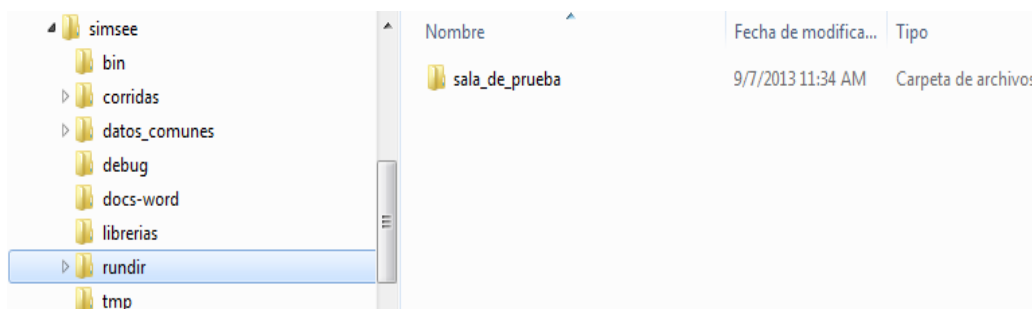 simsee
bin
corridas
datos_comunes
debug
docs-word
librerias
rundir
tmp
Nombre Fecha de modifica... Tipo
sala_de_prueba 9/7/2013 11:34 AM Carpeta de archivos